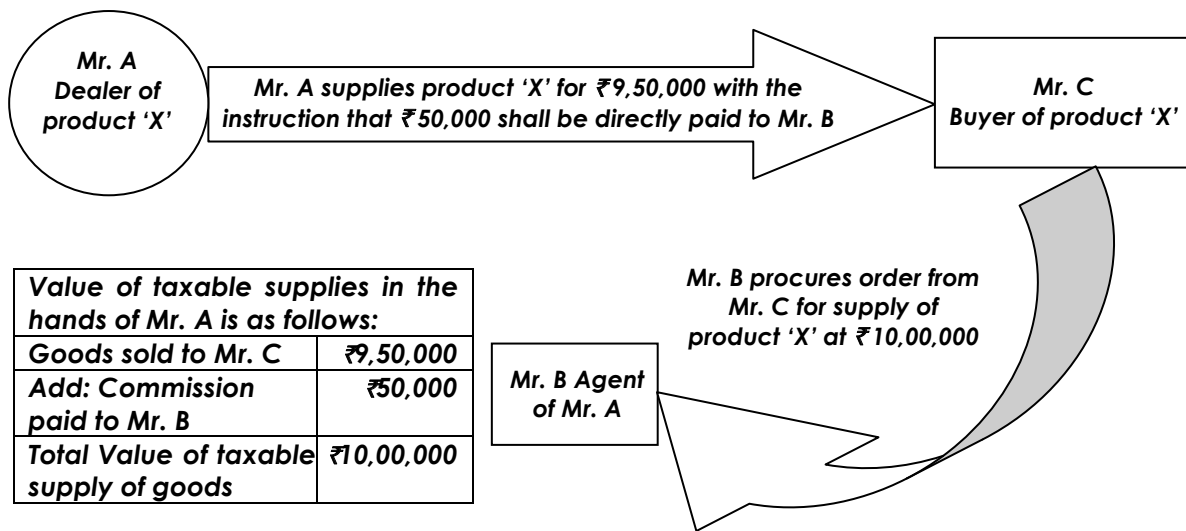 Mr. A
Dealer of
product ‘X’
Mr. A supplies product ‘X’ for ₹9,50,000 with the
instruction that ₹50,000 shall be directly paid to Mr. B
Mr. C
Buyer of product ‘X’
Mr. B procures order from
Mr. C for supply of
product ‘X’ at ₹10,00,000
Value of taxable supplies in the
hands of Mr. A is as follows:
Goods sold to Mr. C ₹9,50,000
Add: Commission ₹50,000
paid to Mr. B
Total Value of taxable ₹10,00,000
supply of goods
Mr. B Agent
of Mr. A